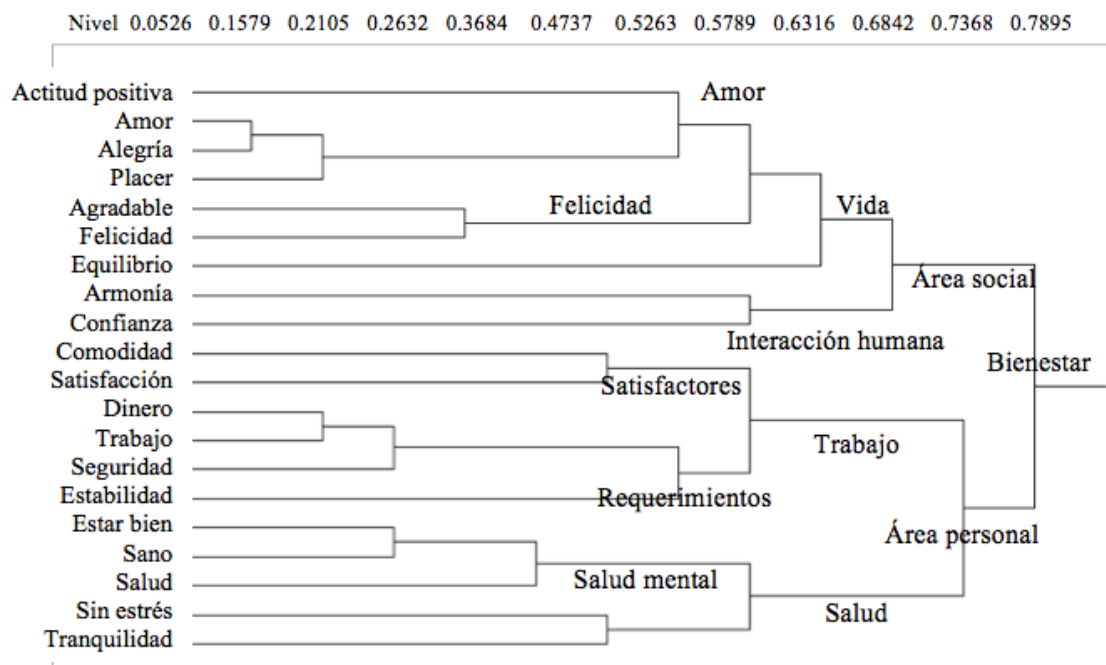 Nivel 0.0526 0.1579 0.2105 0.2632 0.3684 0.4737 0.5263 0.5789 0.6316 0.6842 0.7368 0.7895
Actitud positiva
Amor
Amor
Alegría
Placer
Agradable
Felicidad
Vida
Felicidad
Equilibrio
Área social
Armonía
Confianza
Interacción humana
Comodidad
Bienestar
Satisfacción
Satisfactores
Dinero
Trabajo
Trabajo
Seguridad
Estabilidad
Requerimientos
Estar bien
Área personal
Sano
Salud
Salud mental
Sin estrés
Salud
Tranquilidad